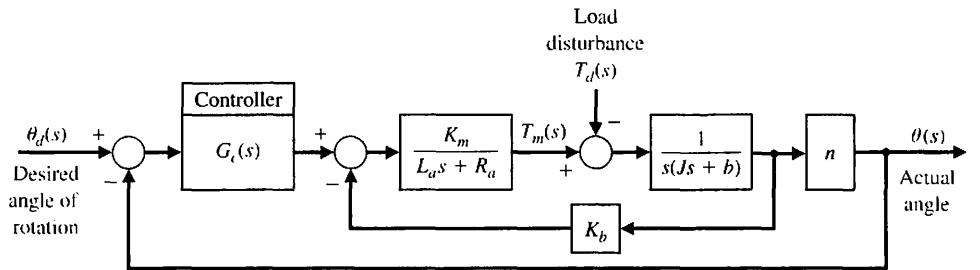 Load
disturbance
T_d(s)
Controller
θ_d(s)
+
−
Desired
angle of
rotation
G_c(s)
+
−
K_m
L_a s + R_a
T_m(s)
+
−
1
s(Js + b)
n
θ(s)
Actual
angle
K_b